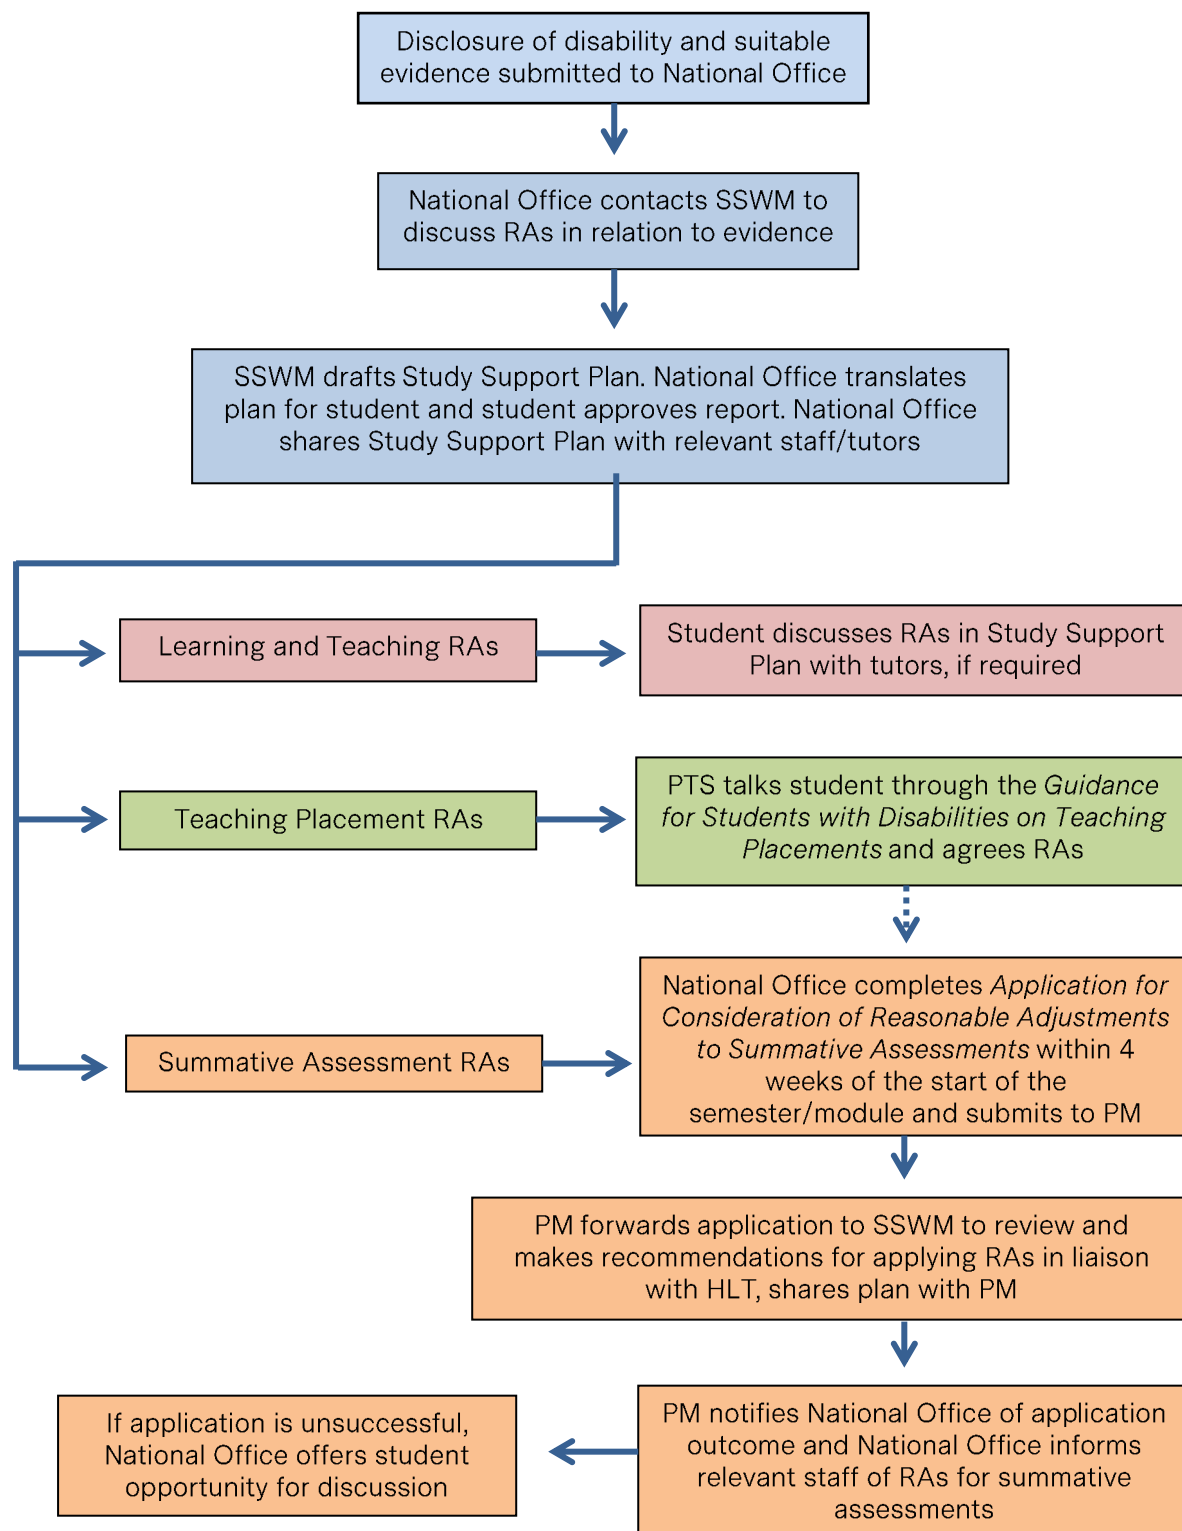 Disclosure of disability and suitable
evidence submitted to National Office
National Office contacts SSWM to
discuss RAs in relation to evidence
SSWM drafts Study Support Plan. National Office translates
plan for student and student approves report. National Office
shares Study Support Plan with relevant staff/tutors
Learning and Teaching RAs
Student discusses RAs in Study Support
Plan with tutors, if required
Teaching Placement RAs
PTS talks student through the Guidance
for Students with Disabilities on Teaching
Placements and agrees RAs
Summative Assessment RAs
National Office completes Application for
Consideration of Reasonable Adjustments
to Summative Assessments within 4
weeks of the start of the
semester/module and submits to PM
PM forwards application to SSWM to review and
makes recommendations for applying RAs in liaison
with HLT, shares plan with PM
PM notifies National Office of application
outcome and National Office informs
relevant staff of RAs for summative
assessments
If application is unsuccessful,
National Office offers student
opportunity for discussion